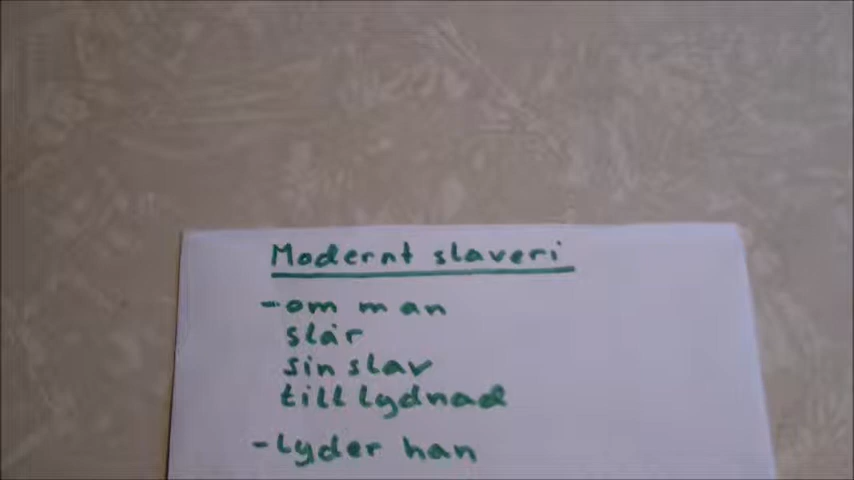 Modernt slaveri
- om man
slår
sin slav
till lydnad
- lyder han